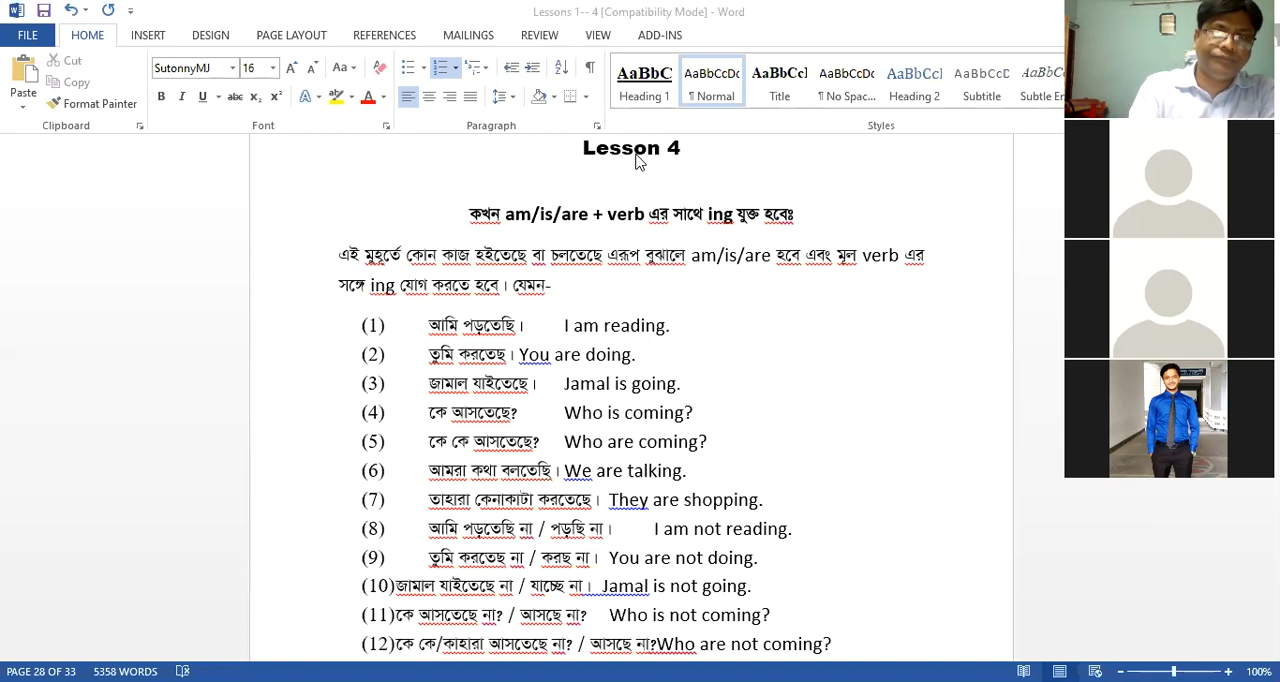 Lessons 1-- 4 [Compatibility Mode] - Word
FILE HOME INSERT DESIGN PAGE LAYOUT REFERENCES MAILINGS REVIEW VIEW ADD-INS
Paste Cut Copy Format Painter
SutonnyMJ 16
AaBbC AaBbCcDc AaBbCc] AaBbCcDc AaBbCc] AaBbCcDc AaBbCc
Heading 1 ¶ Normal Title ¶ No Spac... Heading 2 Subtitle Subtle Em
Clipboard Font Paragraph Styles
Lesson 4
কখন am/is/are + verb এর সাথে ing যুক্ত হবেঃ
এই মুহূর্তে কোন কাজ হইতেছে বা চলতেছে এরূপ বুঝালে am/is/are হবে এবং মুল verb এর
সঙ্গে ing যোগ করতে হবে। যেমন-
(1) আমি পড়তেছি। I am reading.
(2) তুমি করতেছ। You are doing.
(3) জামাল যাইতেছে। Jamal is going.
(4) কে আসতেছে? Who is coming?
(5) কে কে আসতেছে? Who are coming?
(6) আমরা কথা বলতেছি। We are talking.
(7) তাহারা কেনাকাটা করতেছে। They are shopping.
(8) আমি পড়তেছি না / পড়ছি না। I am not reading.
(9) তুমি করতেছ না / করছ না। You are not doing.
(10) জামাল যাইতেছে না / যাচ্ছে না। Jamal is not going.
(11) কে আসতেছে না? / আসছে না? Who is not coming?
(12) কে কে/কাহারা আসতেছে না? / আসছে না? Who are not coming?
PAGE 28 OF 33 5358 WORDS 100%